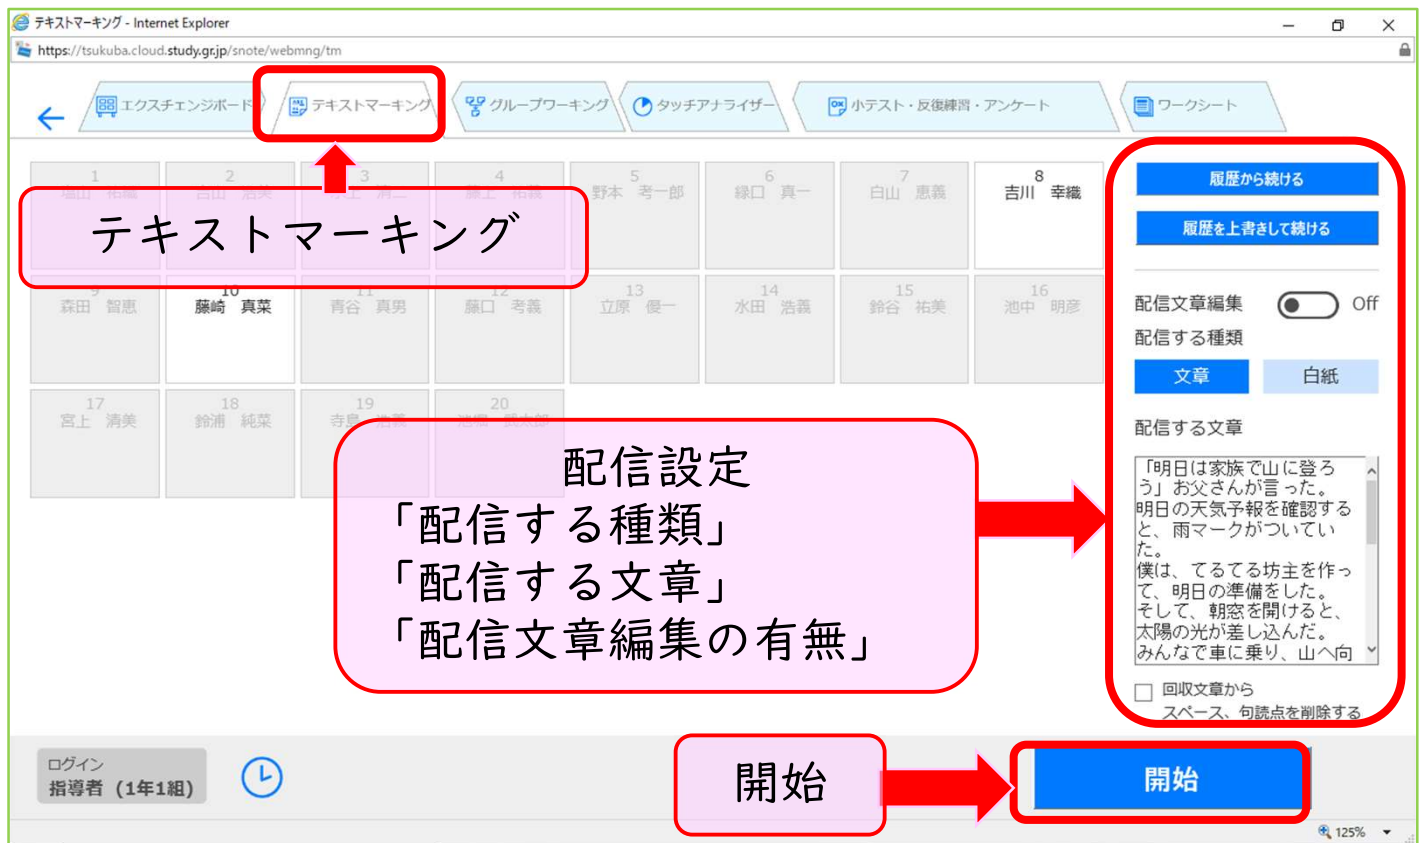 テキストマーキング - Internet Explorer
https://tsukuba.cloud.study.gr.jp/snote/webmng/tm
エクスチェンジボード
テキストマーキング
グループワーキング
タッチアナライザー
小テスト・反復練習・アンケート
ワークシート
1 2 3 4 5 6 7 8
野本 考一郎 緑口 真一 白山 恵義 吉川 幸織
テキストマーキング
9 10 11 12 13 14 15 16
森田 智恵 藤崎 真菜 青谷 真男 藤口 考義 立原 優一 水田 浩義 鈴谷 祐美 池中 明彦
17 18 19 20
宮上 清美 鈴浦 純菜 寺島 浩義
配信設定
「配信する種類」
「配信する文章」
「配信文章編集の有無」
履歴から続ける
履歴を上書きして続ける
配信文章編集 Off
配信する種類
文章 白紙
配信する文章
「明日は家族で山に登ろ
う」お父さんが言った。
明日の天気予報を確認する
と、雨マークがついてい
た。
僕は、てるてる坊主を作っ
て、明日の準備をした。
そして、朝窓を開けると、
太陽の光が差し込んだ。
みんなで車に乗り、山へ向
回収文章から
スペース、句読点を削除する
ログイン
指導者 (1年1組)
開始
開始
125%